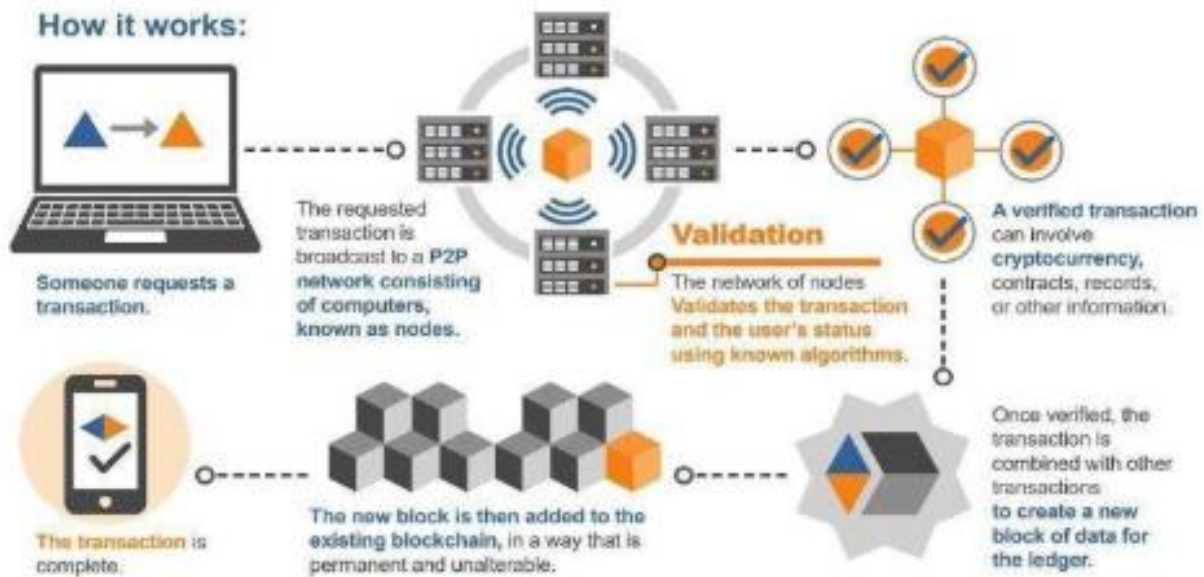 How it works:
Someone requests a
transaction.
The requested
transaction is
broadcast to a P2P
network consisting
of computers,
known as nodes.
Validation
The network of nodes
Validates the transaction
and the user's status
using known algorithms.
A verified transaction
can involve
cryptocurrency,
contracts, records,
or other information.
Once verified, the
transaction is
combined with other
transactions
to create a new
block of data for
the ledger.
The new block is then added to the
existing blockchain, in a way that is
permanent and unalterable.
The transaction is
complete.